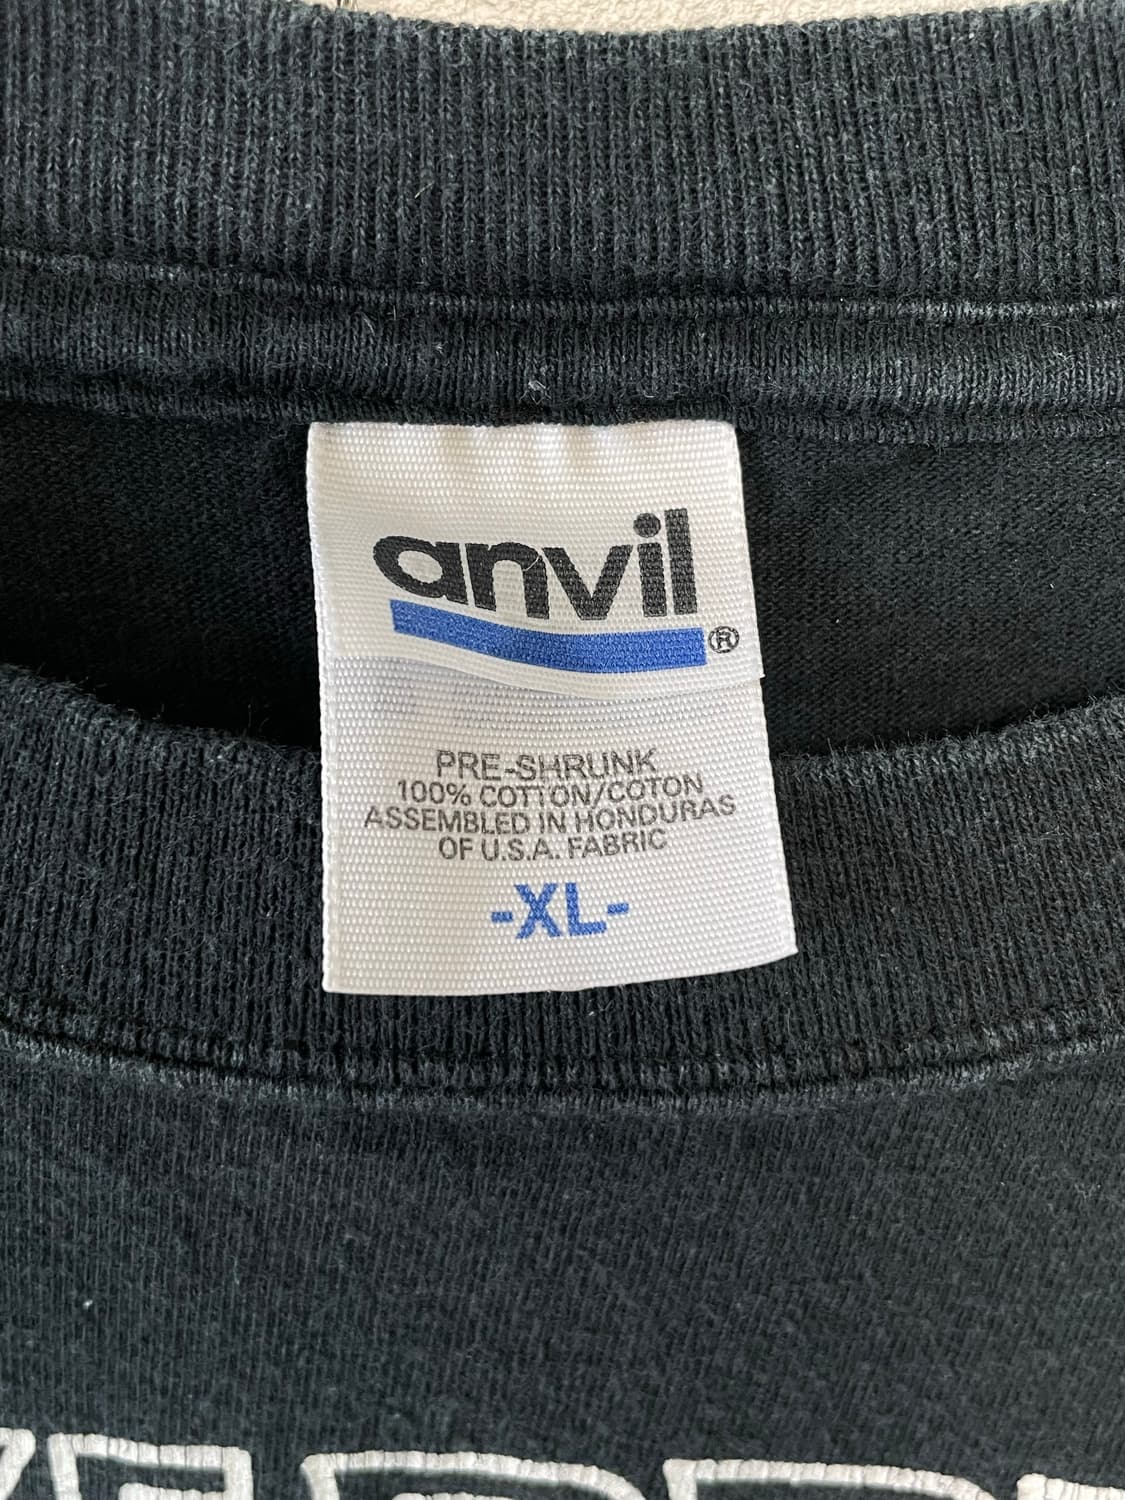 anvil®
PRE-SHRUNK
100% COTTON/COTON
ASSEMBLED IN HONDURAS
OF U.S.A. FABRIC
-XL-